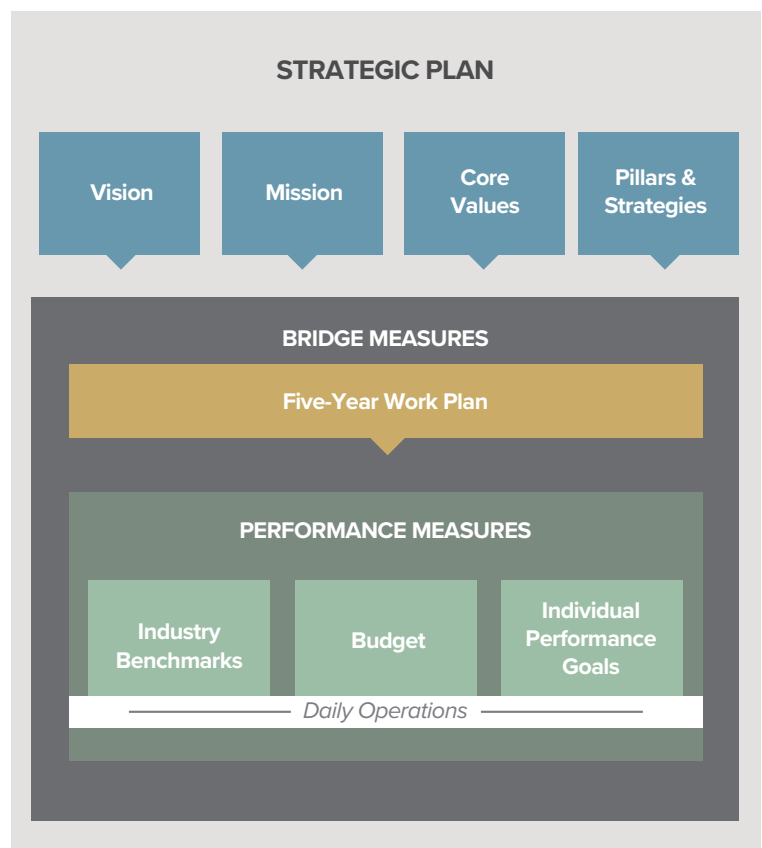 STRATEGIC PLAN
Vision
Mission
Core
Values
Pillars &
Strategies
BRIDGE MEASURES
Five-Year Work Plan
PERFORMANCE MEASURES
Industry
Benchmarks
Budget
Individual
Performance
Goals
Daily Operations